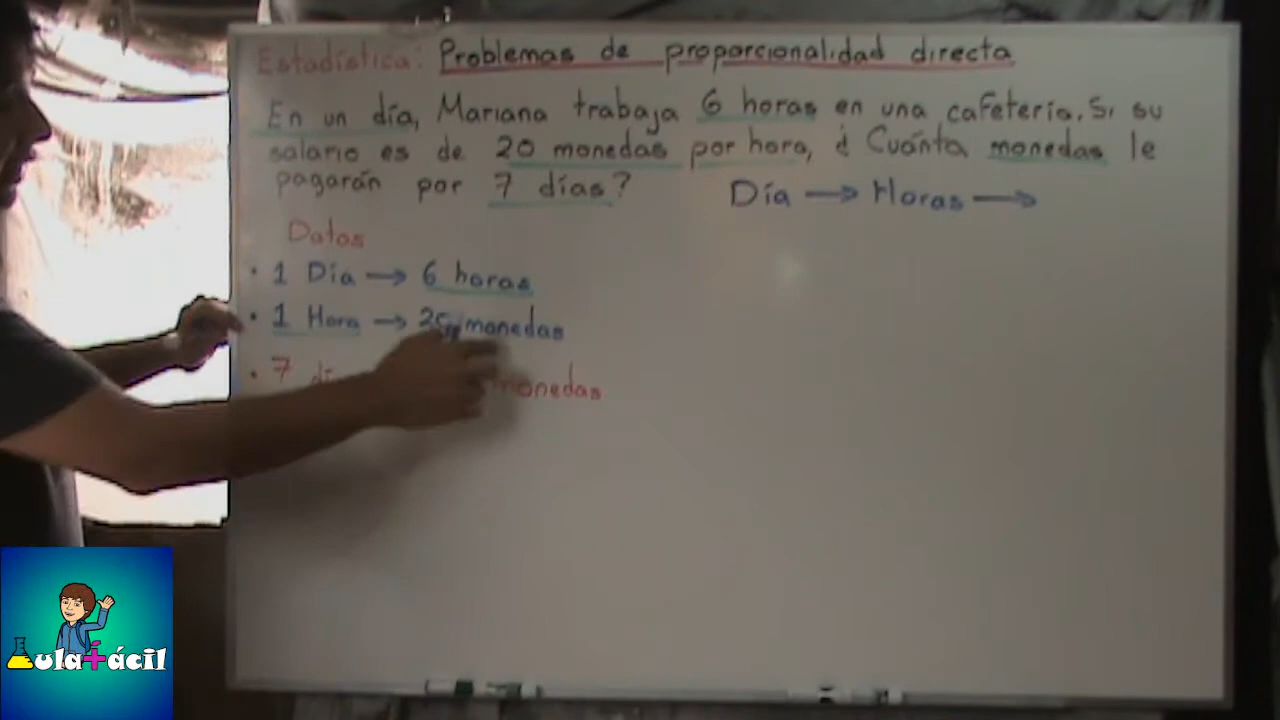 Estadística: Problemas de proporcionalidad directa
En un día, Mariana trabaja 6 horas en una cafetería. Si su
salario es de 20 monedas por hora, ¿ Cuánta monedas le
pagarán por 7 días?
Día → Horas →
Datos
• 1 Día → 6 horas
• 1 Hora → monedas
• 7 monedas
Aula+ácil